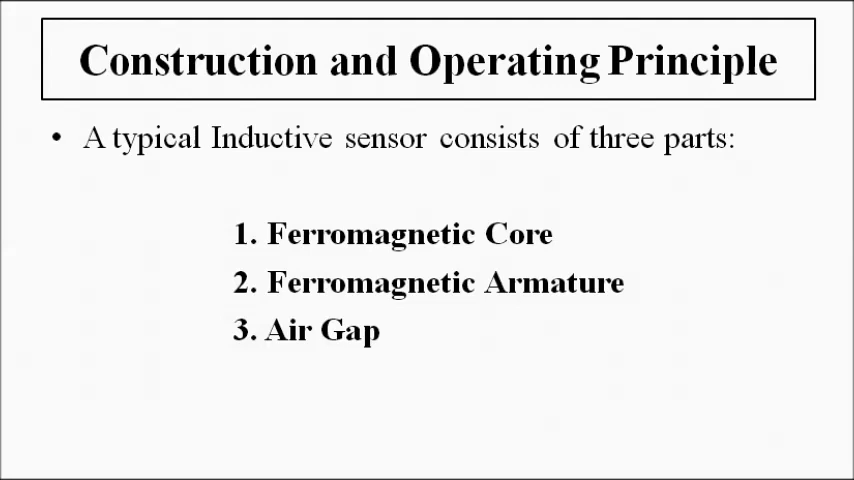 Construction and Operating Principle
• A typical Inductive sensor consists of three parts:
1. Ferromagnetic Core
2. Ferromagnetic Armature
3. Air Gap